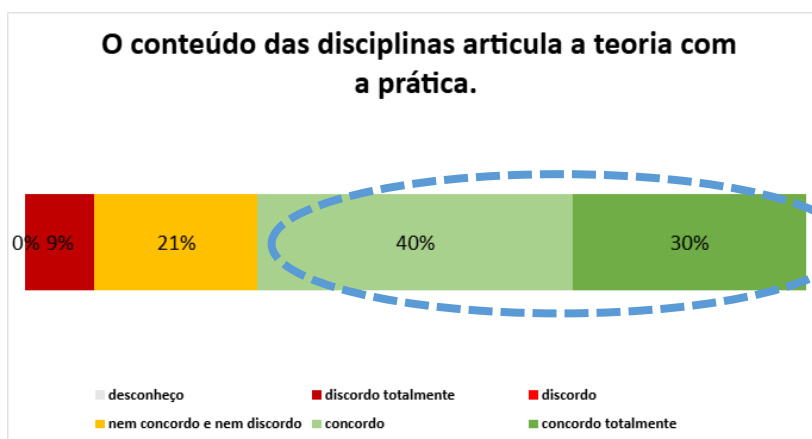 O conteúdo das disciplinas articula a teoria com
a prática.
0% 9% 21% 40% 30%
desconheço discordo totalmente discordo
nem concordo e nem discordo concordo concordo totalmente